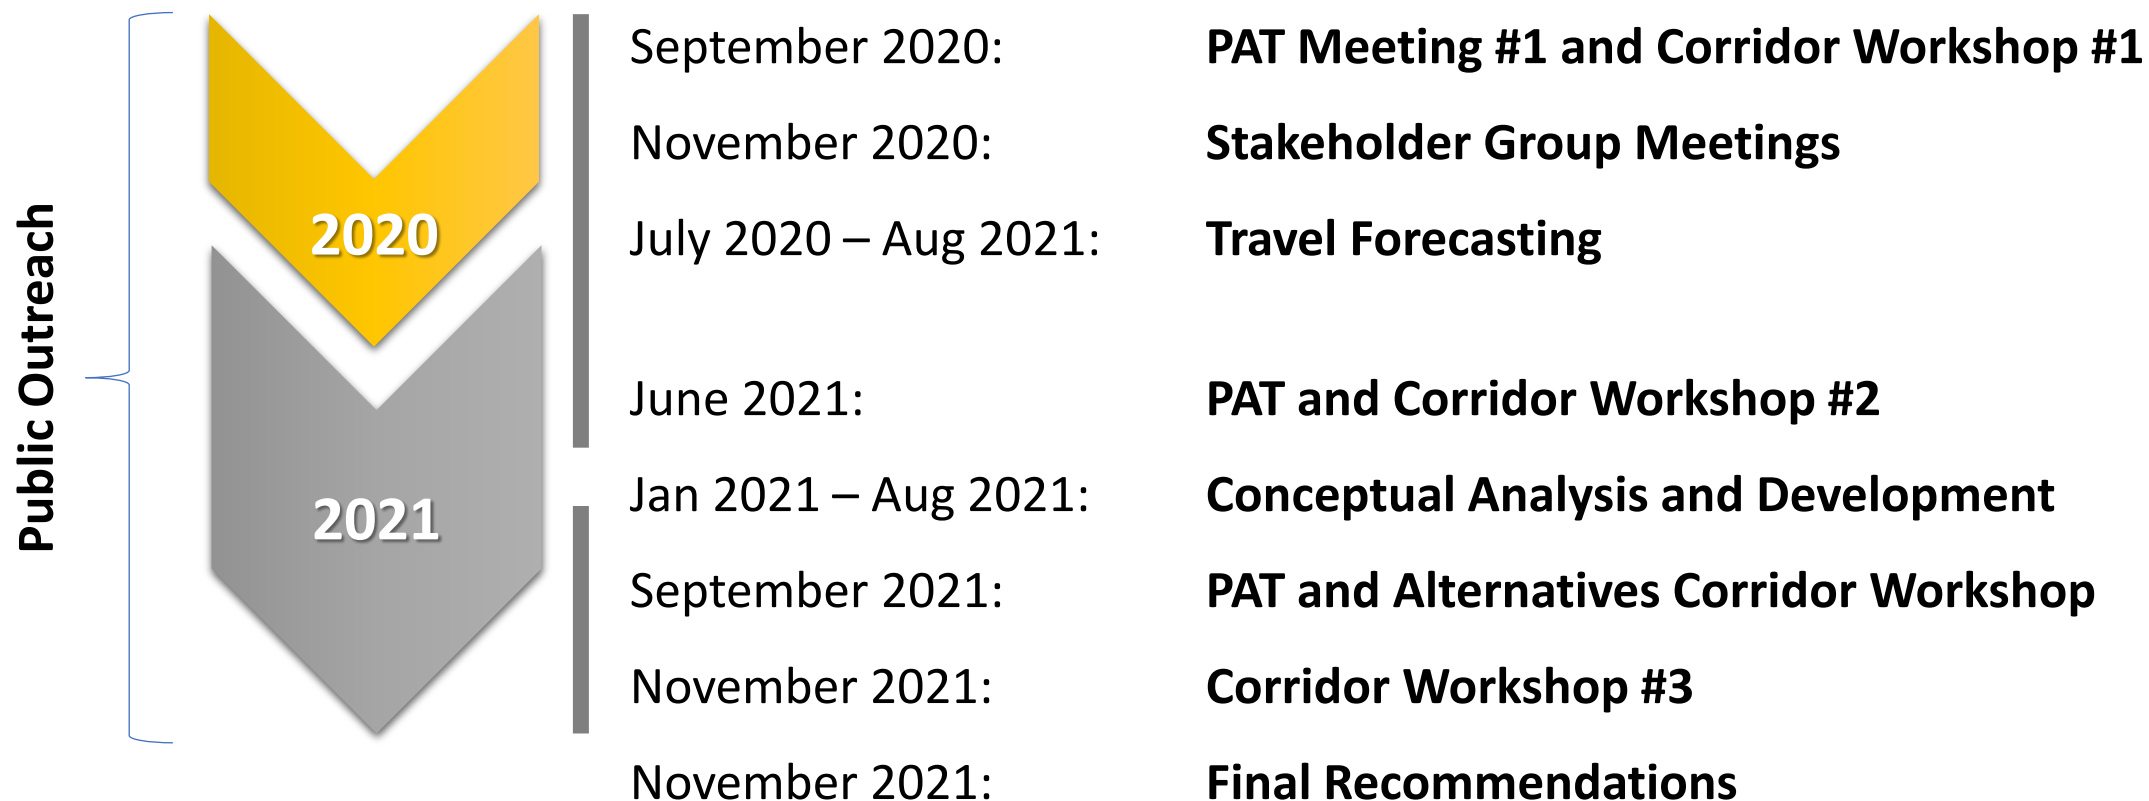 Public Outreach
2020
2021
September 2020: PAT Meeting #1 and Corridor Workshop #1
November 2020: Stakeholder Group Meetings
July 2020 – Aug 2021: Travel Forecasting
June 2021: PAT and Corridor Workshop #2
Jan 2021 – Aug 2021: Conceptual Analysis and Development
September 2021: PAT and Alternatives Corridor Workshop
November 2021: Corridor Workshop #3
November 2021: Final Recommendations